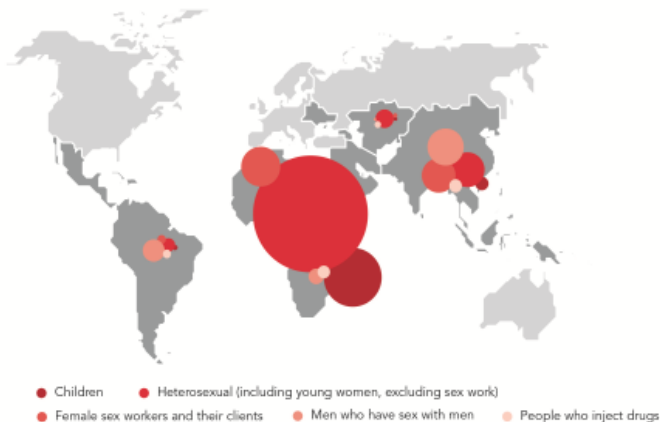 Children Heterosexual (including young women, excluding sex work)
Female sex workers and their clients Men who have sex with men People who inject drugs